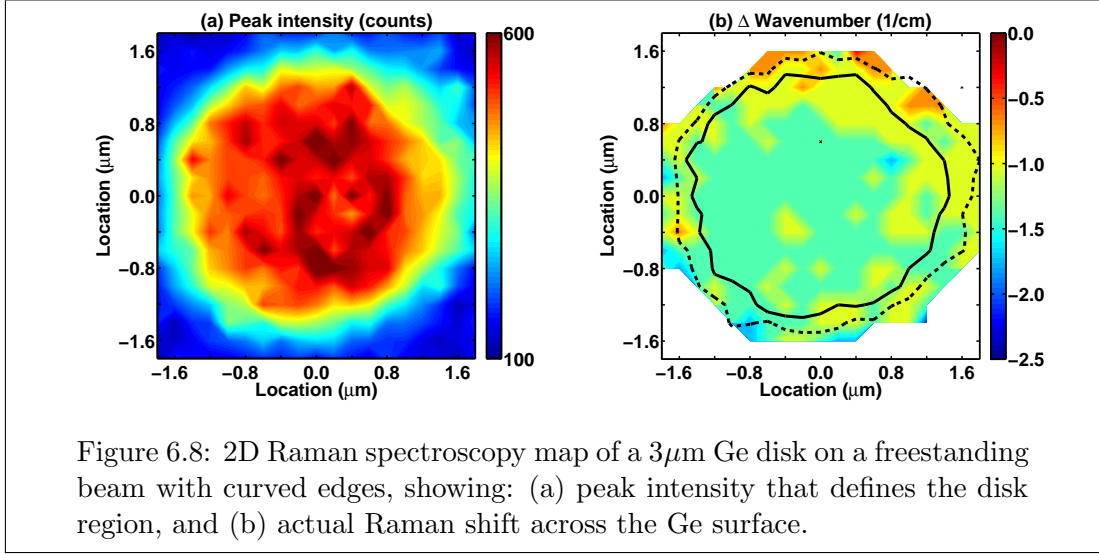 (a) Peak intensity (counts)
Location (μm)
1.6
0.8
0.0
−0.8
−1.6
−1.6 −0.8 0.0 0.8 1.6
Location (μm)
600
100
(b) Δ Wavenumber (1/cm)
Location (μm)
1.6
0.8
0.0
−0.8
−1.6
−1.6 −0.8 0.0 0.8 1.6
Location (μm)
0.0
−0.5
−1.0
−1.5
−2.0
−2.5
Figure 6.8: 2D Raman spectroscopy map of a 3μm Ge disk on a freestanding
beam with curved edges, showing: (a) peak intensity that defines the disk
region, and (b) actual Raman shift across the Ge surface.